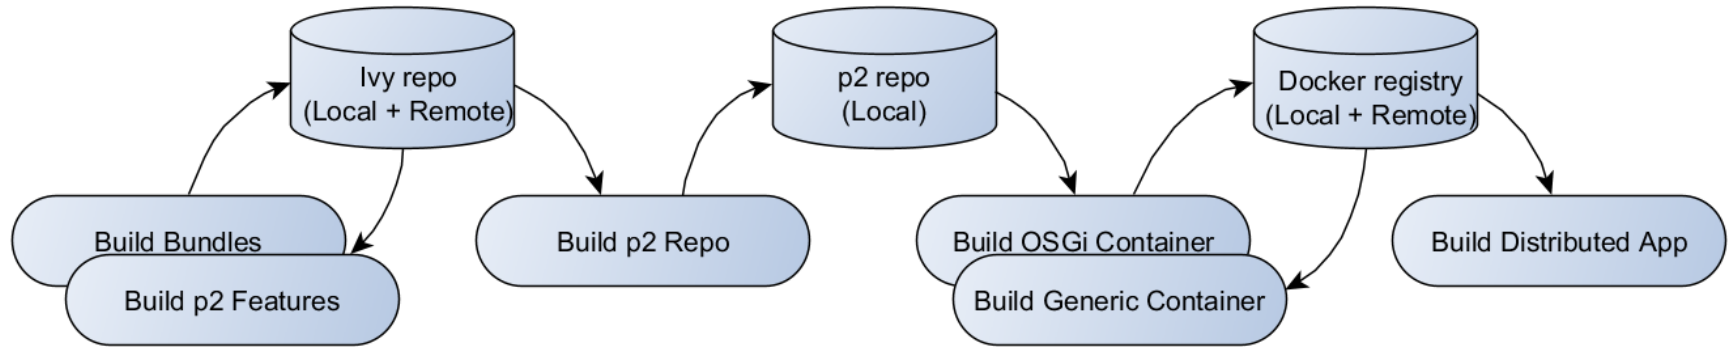 Ivy repo
(Local + Remote)
p2 repo
(Local)
Docker registry
(Local + Remote)
Build Bundles
Build p2 Features
Build p2 Repo
Build OSGi Container
Build Generic Container
Build Distributed App